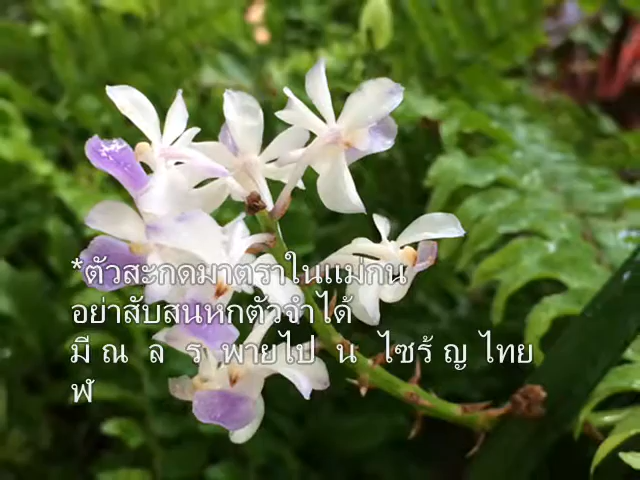 *ตัวสะกดมาตราในแม่กน
อย่าสับสนหกตัวจำได้
มี ณ ล ร พายไป น ไซร้ ญ ไทย
ฬ